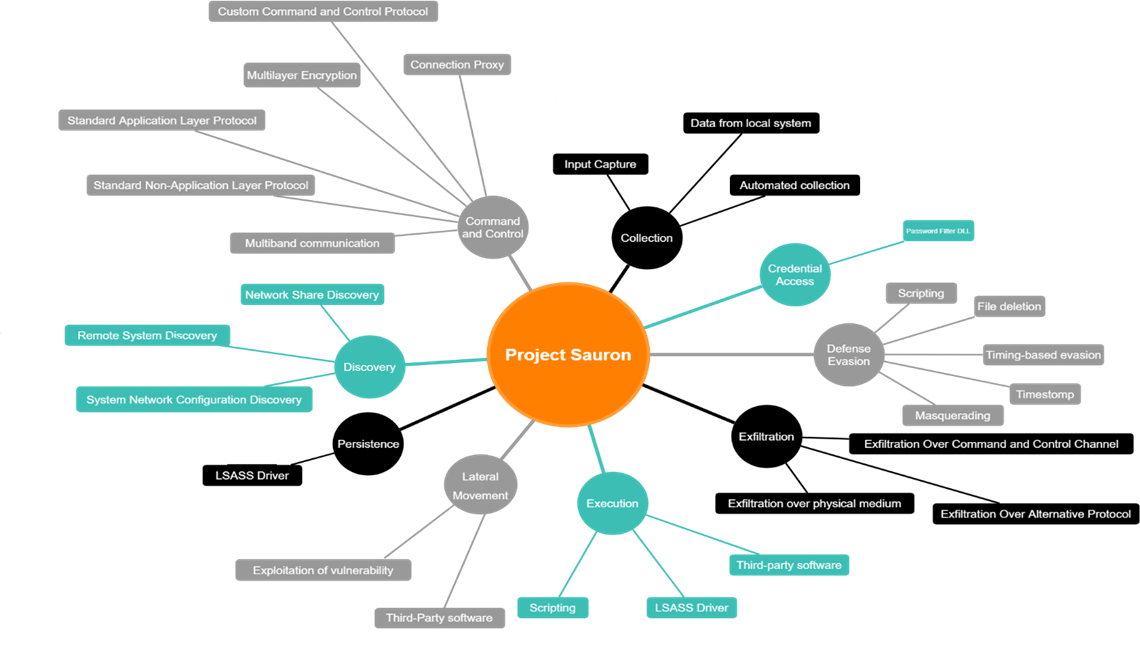 Custom Command and Control Protocol
Connection Proxy
Multilayer Encryption
Standard Application Layer Protocol
Standard Non-Application Layer Protocol
Multiband communication
Command
and Control
Data from local system
Input Capture
Automated collection
Collection
Password Filter DLL
Credential
Access
Scripting
File deletion
Timing-based evasion
Timestomp
Masquerading
Defense
Evasion
Project Sauron
Network Share Discovery
Remote System Discovery
System Network Configuration Discovery
Discovery
Persistence
LSASS Driver
Lateral
Movement
Exploitation of vulnerability
Third-Party software
Execution
Scripting
LSASS Driver
Third-party software
Exfiltration
Exfiltration Over Command and Control Channel
Exfiltration over physical medium
Exfiltration Over Alternative Protocol